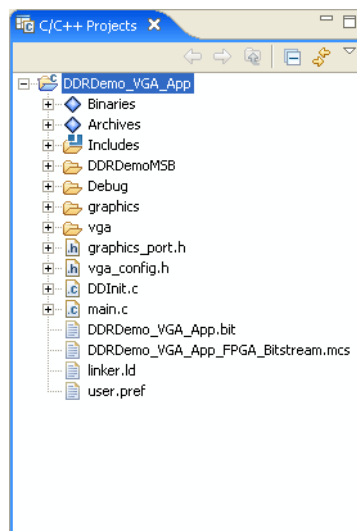 C/C++ Projects
DDRDemo_VGA_App
Binaries
Archives
Includes
DDRDemoMSB
Debug
graphics
vga
graphics_port.h
vga_config.h
DDInit.c
main.c
DDRDemo_VGA_App.bit
DDRDemo_VGA_App_FPGA_Bitstream.mcs
linker.ld
user.pref